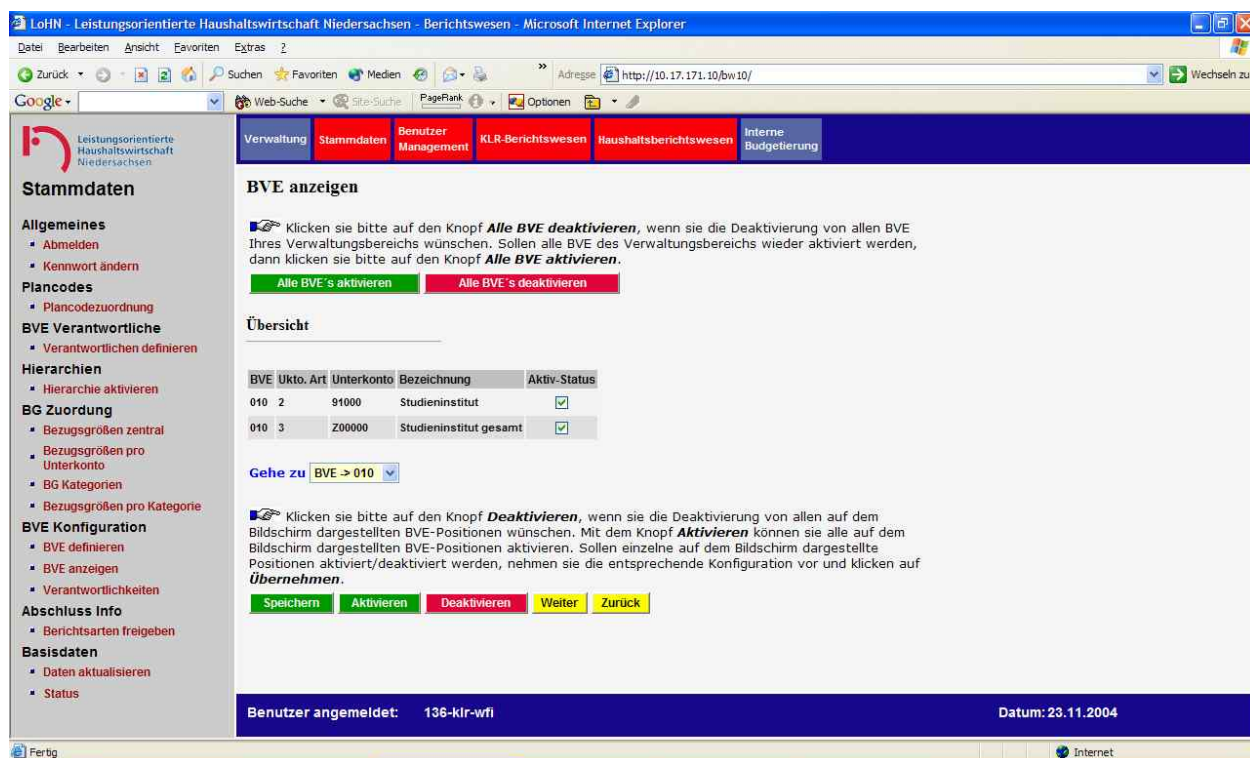 LoHN - Leistungsorientierte Haushaltswirtschaft Niedersachsen - Berichtswesen - Microsoft Internet Explorer
Datei Bearbeiten Ansicht Favoriten Extras ?
Zurück Suchen Favoriten Medien » Adresse http://10.17.171.10/bw10/ Wechseln zu
Google Web-Suche Site-Suche PageRank Optionen
Leistungsorientierte
Haushaltswirtschaft
Niedersachsen
Verwaltung Stammdaten Benutzer Management KLR-Berichtswesen Haushaltsberichtswesen Interne Budgetierung
Stammdaten
Allgemeines
Abmelden
Kennwort ändern
Plancodes
Plancodezuordnung
BVE Verantwortliche
Verantwortlichen definieren
Hierarchien
Hierarchie aktivieren
BG Zuordung
Bezugsgrößen zentral
Bezugsgrößen pro
Unterkonto
BG Kategorien
Bezugsgrößen pro Kategorie
BVE Konfiguration
BVE definieren
BVE anzeigen
Verantwortlichkeiten
Abschluss Info
Berichtsarten freigeben
Basisdaten
Daten aktualisieren
Status
BVE anzeigen
Klicken sie bitte auf den Knopf Alle BVE deaktivieren, wenn sie die Deaktivierung von allen BVE
Ihres Verwaltungsbereichs wünschen. Sollen alle BVE des Verwaltungsbereichs wieder aktiviert werden,
dann klicken sie bitte auf den Knopf Alle BVE aktivieren.
Alle BVE´s aktivieren Alle BVE´s deaktivieren
Übersicht
BVE Ukto. Art Unterkonto Bezeichnung Aktiv-Status
010 2 91000 Studieninstitut
010 3 Z00000 Studieninstitut gesamt
Gehe zu BVE -> 010
Klicken sie bitte auf den Knopf Deaktivieren, wenn sie die Deaktivierung von allen auf dem
Bildschirm dargestellten BVE-Positionen wünschen. Mit dem Knopf Aktivieren können sie alle auf dem
Bildschirm dargestellten BVE-Positionen aktivieren. Sollen einzelne auf dem Bildschirm dargestellte
Positionen aktiviert/deaktiviert werden, nehmen sie die entsprechende Konfiguration vor und klicken auf
Übernehmen.
Speichern Aktivieren Deaktivieren Weiter Zurück
Benutzer angemeldet: 136-klr-wfi Datum: 23.11.2004
Fertig Internet